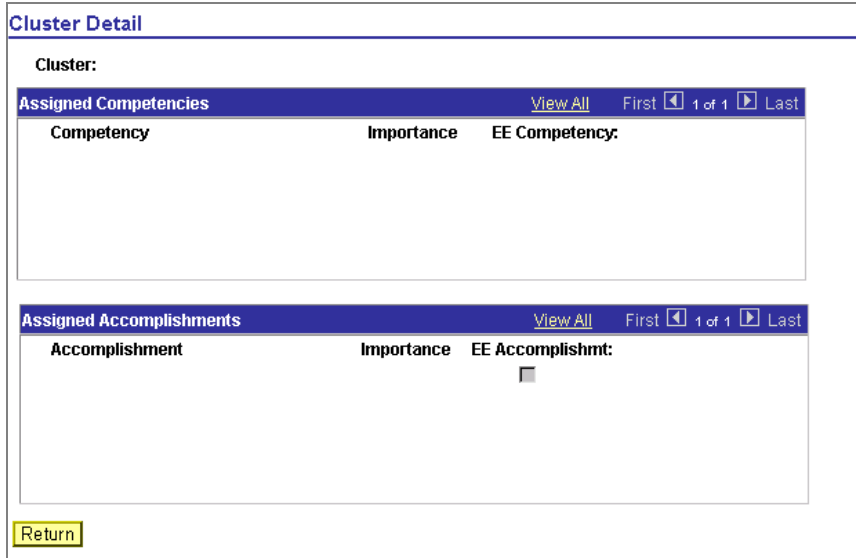 Cluster Detail
Cluster:
Assigned Competencies View All First 1 of 1 Last
Competency Importance EE Competency:
Assigned Accomplishments View All First 1 of 1 Last
Accomplishment Importance EE Accomplishmt:
Return